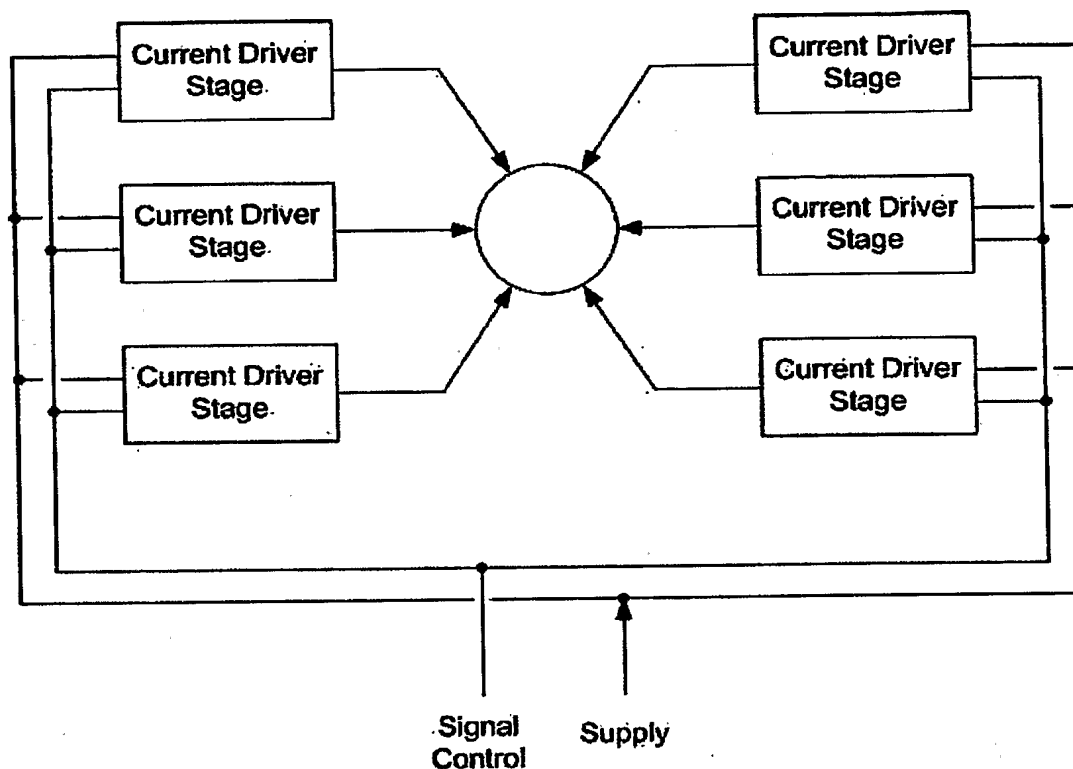 Current Driver
Stage
Current Driver
Stage
Current Driver
Stage
Current Driver
Stage
Current Driver
Stage
Current Driver
Stage
Signal
Control
Supply